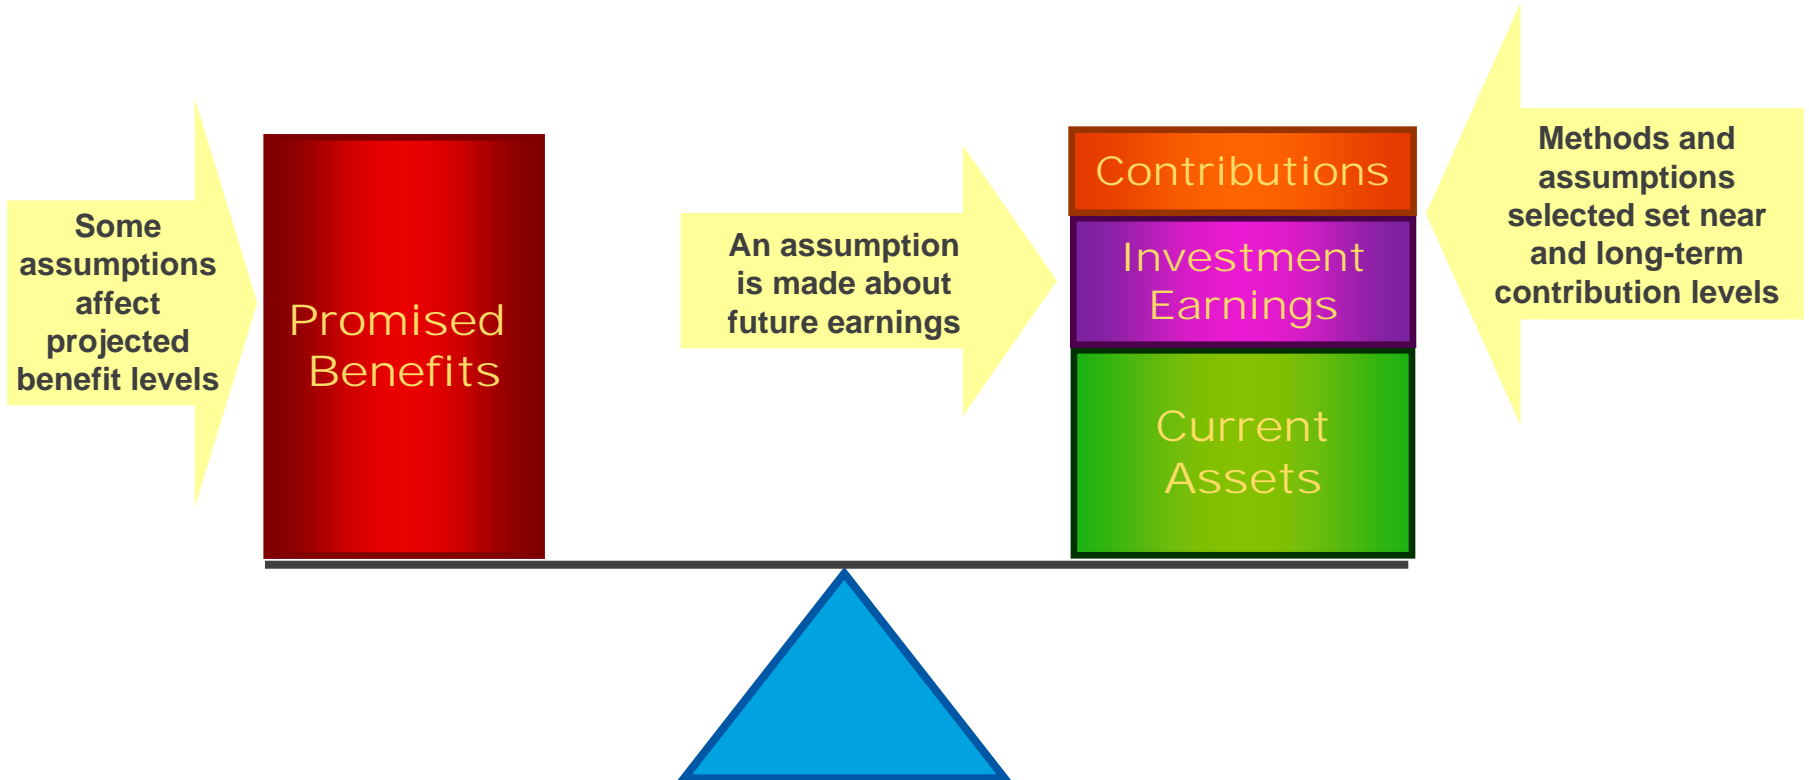 Some
assumptions
affect
projected
benefit levels
Promised
Benefits
An assumption
is made about
future earnings
Contributions
Investment
Earnings
Current
Assets
Methods and
assumptions
selected set near
and long-term
contribution levels